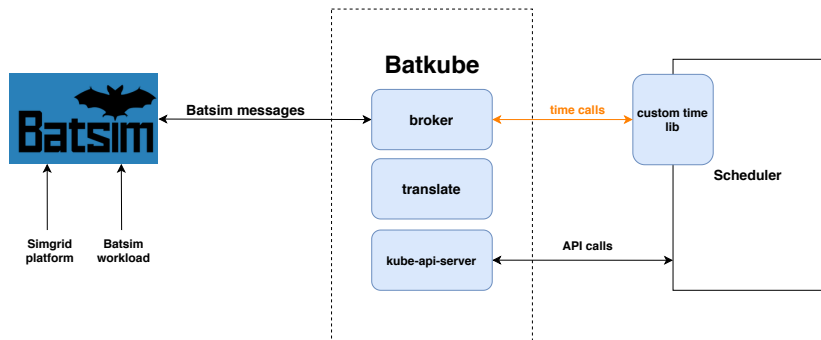 Batkube
Batsim
Batsim messages
broker
time calls
custom time
lib
Scheduler
translate
kube-api-server
API calls
Simgrid
platform
Batsim
workload